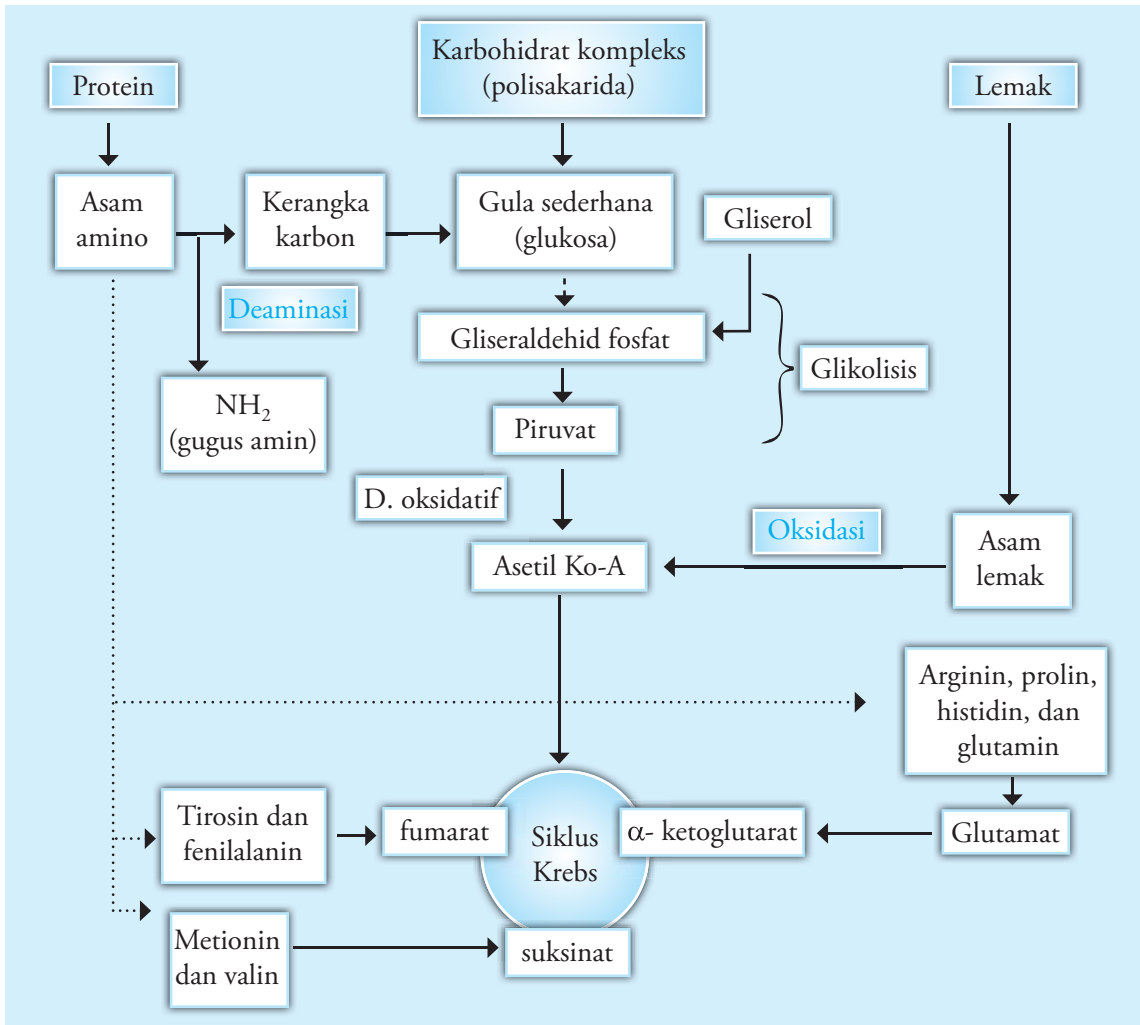 Karbohidrat kompleks
(polisakarida)
Protein
Lemak
Asam
amino
Kerangka
karbon
Gula sederhana
(glukosa)
Gliserol
Deaminasi
Gliseraldehid fosfat
Glikolisis
NH₂
(gugus amin)
Piruvat
D. oksidatif
Oksidasi
Asetil Ko-A
Asam
lemak
Arginin, prolin,
histidin, dan
glutamin
Tirosin dan
fenilalanin
fumarat
Siklus
Krebs
α- ketoglutarat
Glutamat
Metionin
dan valin
suksinat